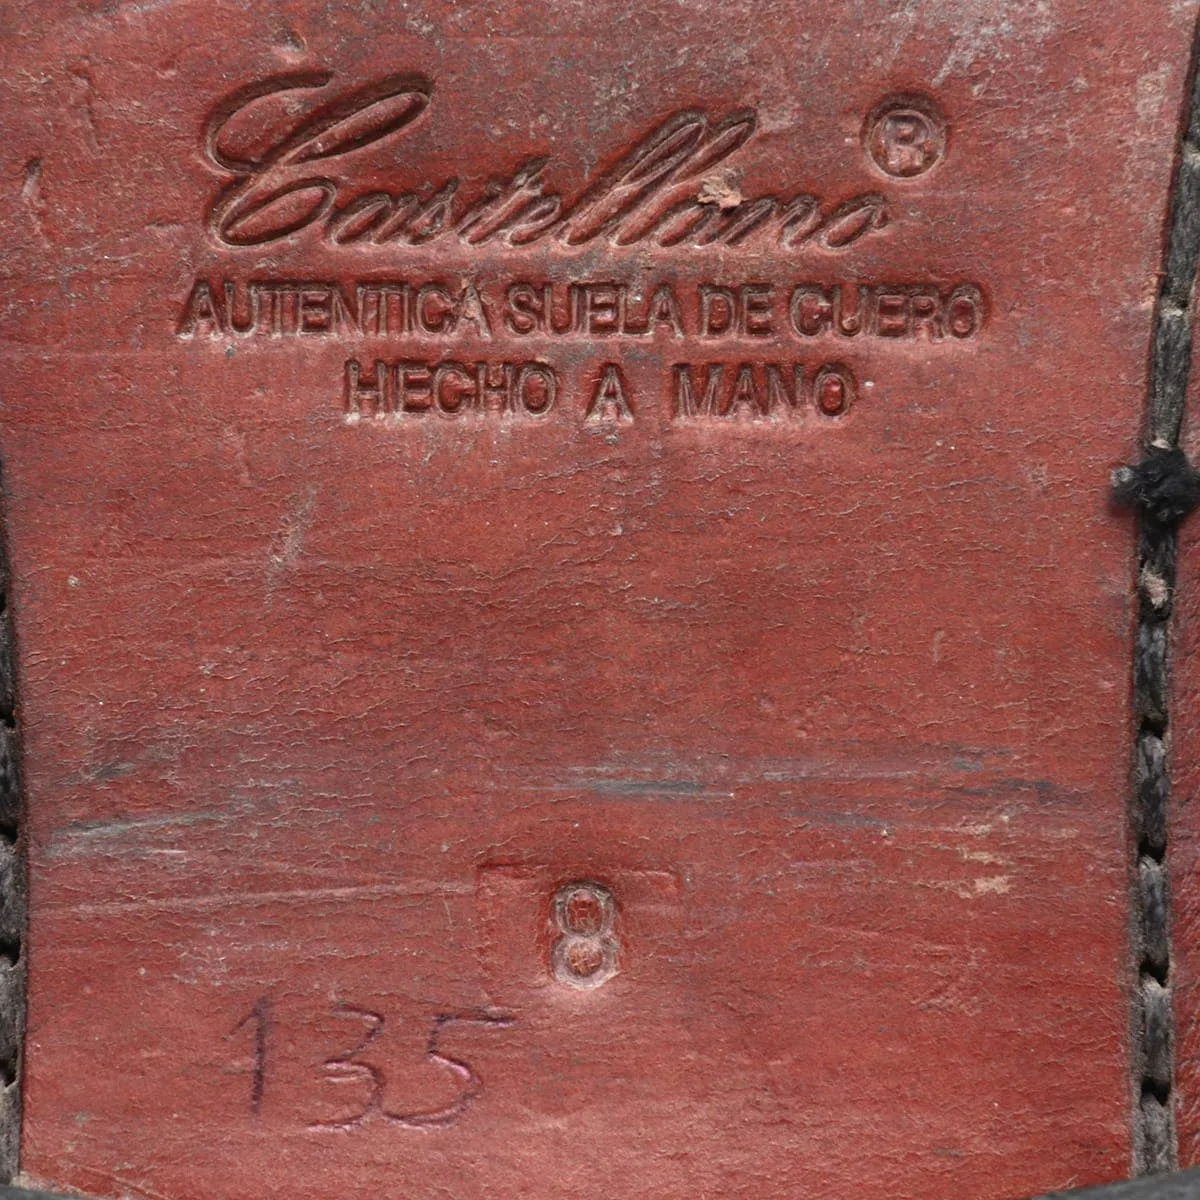 Castellano ®
AUTENTICA SUELA DE CUERO
HECHO A MANO
8
135